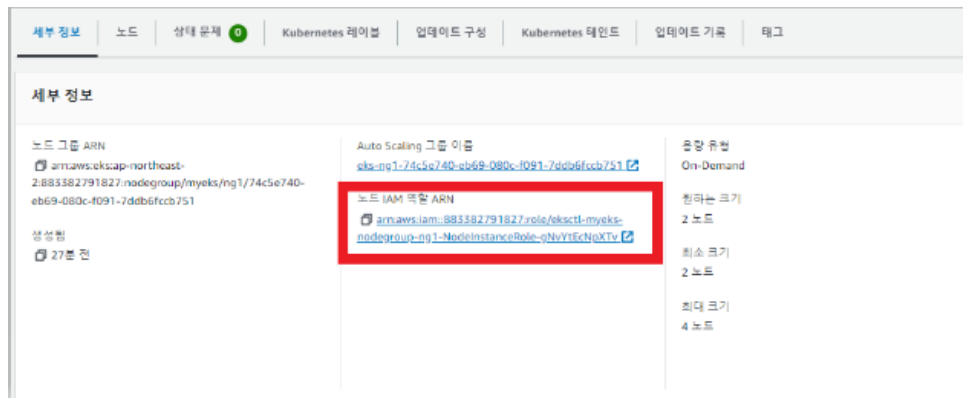 세부 정보 노드 상태 문제 0 Kubernetes 레이블 업데이트 구성 Kubernetes 테인트 업데이트 기록 태그
세부 정보
노드 그룹 ARN
arn:aws:eks:ap-northeast-
2:883382791827:nodegroup/myeks/ng1/74c5e740-
eb69-080c-f091-7ddb6fccb751
생성됨
27분 전
Auto Scaling 그룹 이름
eks-ng1-74c5e740-eb69-080c-f091-7ddb6fccb751
노드 IAM 역할 ARN
arn:aws:iam::883382791827:role/eksctl-myeks-
nodegroup-ng1-NodeInstanceRole-gNvYtEcNpXTv
용량 유형
On-Demand
원하는 크기
2 노드
최소 크기
2 노드
최대 크기
4 노드